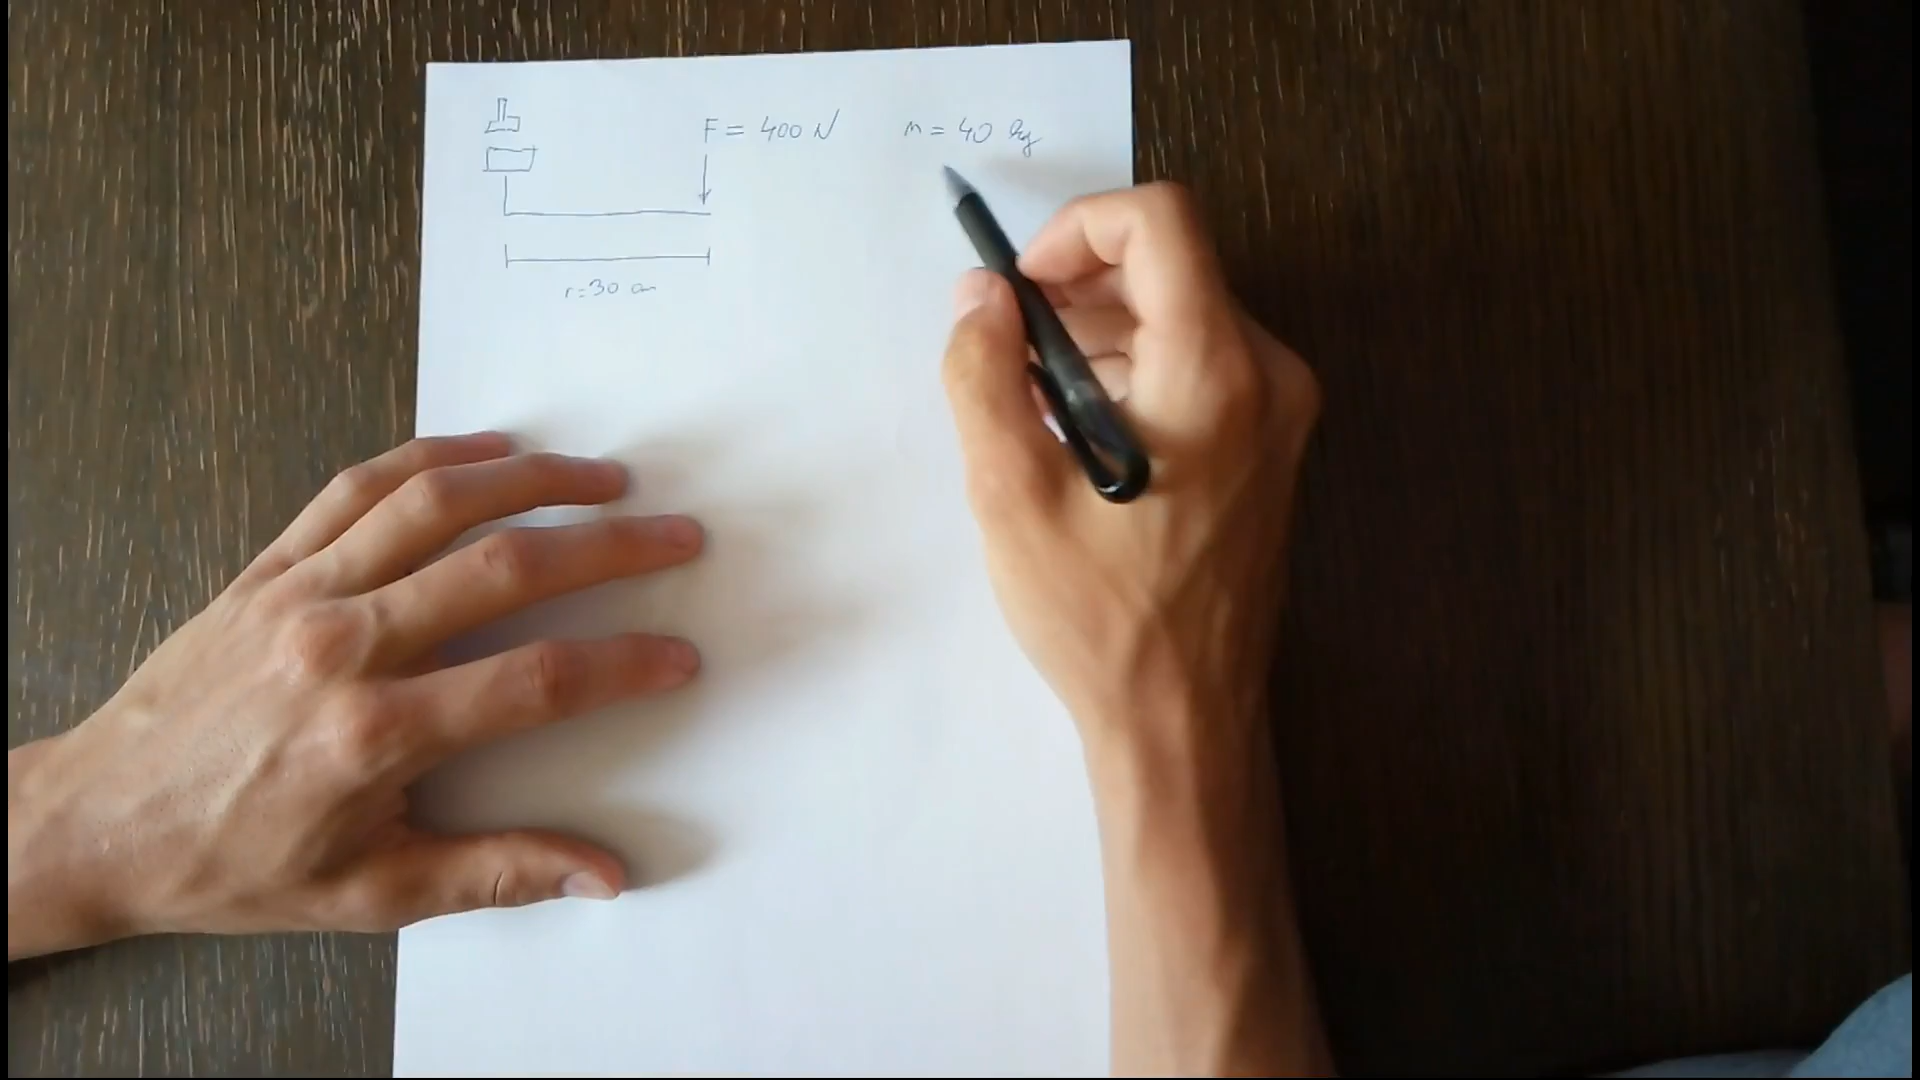 F = 400 N m = 40 kg
r = 30 cm